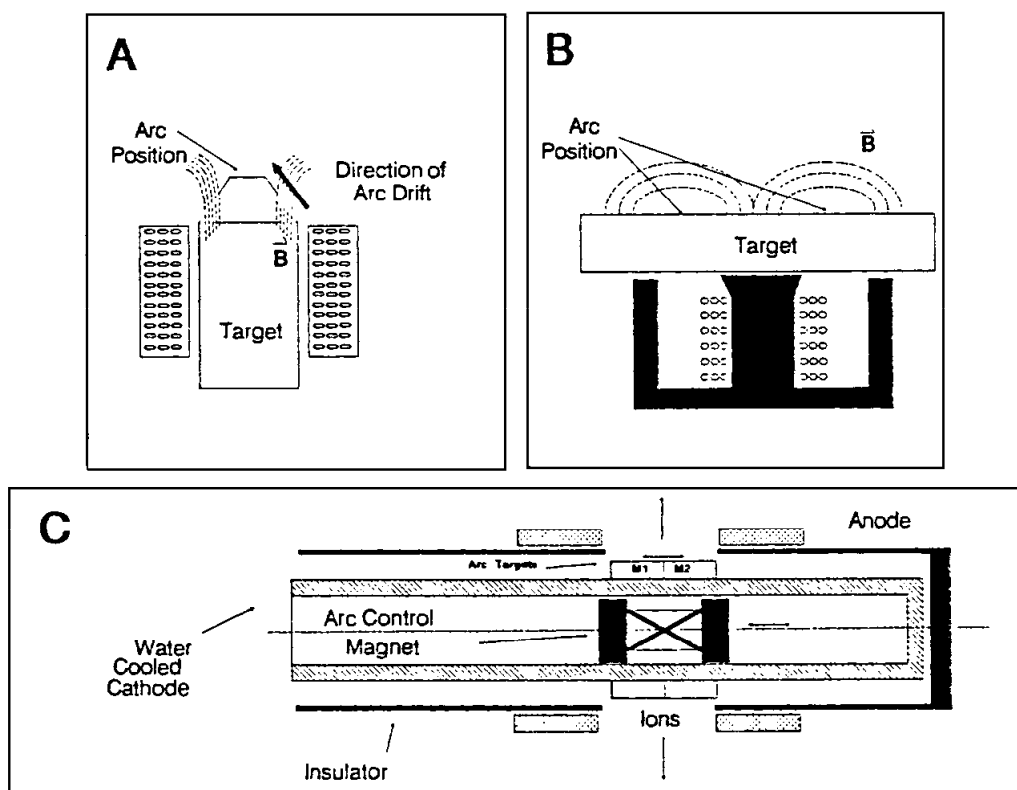 A
Arc
Position
Direction of
Arc Drift
B
Target
B
Arc
Position
B
Target
C
Anode
Arc Targets
M1 M2
Arc Control
Magnet
Water
Cooled
Cathode
Ions
Insulator